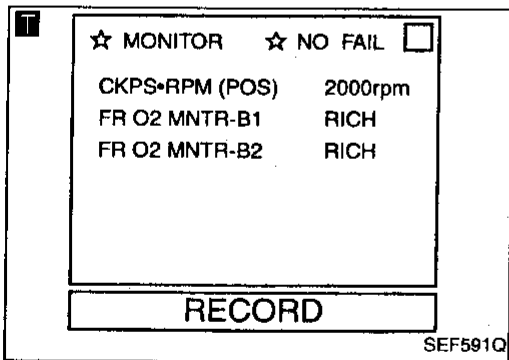 T
☆ MONITOR ☆ NO FAIL
CKPS•RPM (POS) 2000rpm
FR O2 MNTR-B1 RICH
FR O2 MNTR-B2 RICH
RECORD
SEF591Q